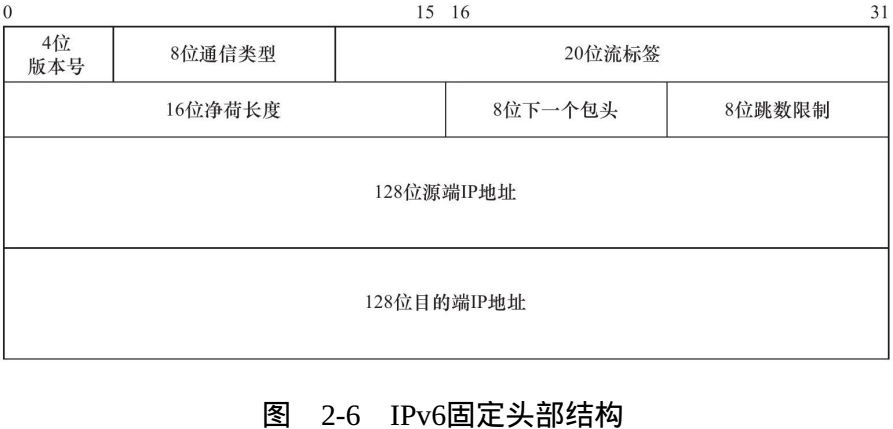 0 15 16 31
4位
版本号
8位通信类型
20位流标签
16位净荷长度
8位下一个包头
8位跳数限制
128位源端IP地址
128位目的端IP地址
图 2-6 IPv6固定头部结构